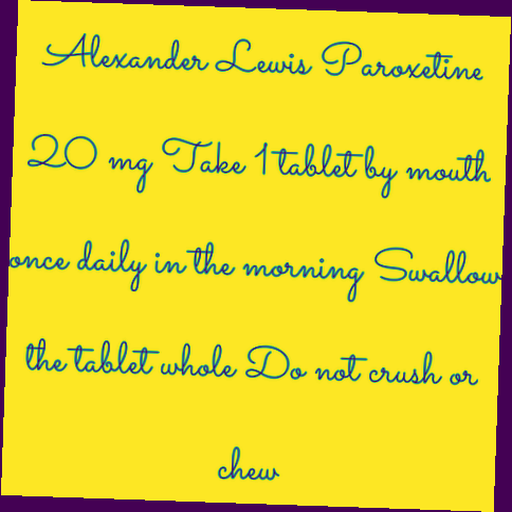 Alexander Lewis Paroxetine
20 mg Take 1 tablet by mouth
once daily in the morning Swallow
the tablet whole Do not crush or
chew